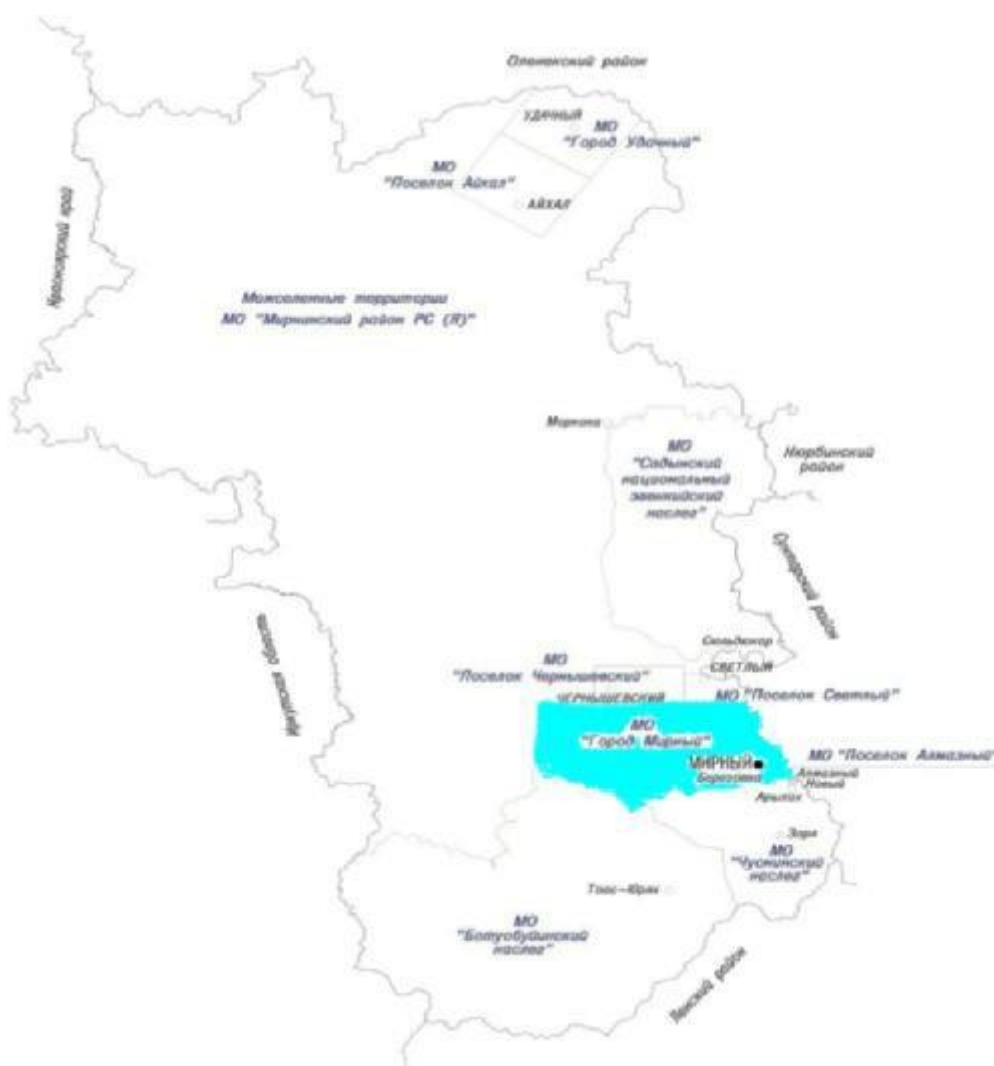 Оленекский район
УДАЧНЫЙ
МО
"Город Удачный"
МО
"Поселок Айхал"
АЙХАЛ
Красноярский край
Межселенные территории
МО "Мирнинский район РС (Я)"
Моркока
МО
"Садынский
национальный
эвенкийский
наслег"
Нюрбинский
район
Сунтарский район
Иркутская область
Сюльдюкар
СВЕТЛЫЙ
МО
"Поселок Чернышевский"
ЧЕРНЫШЕВСКИЙ
МО "Поселок Светлый"
МО
"Город Мирный"
МИРНЫЙ
Березовка
МО "Поселок Алмазный"
Алмазный
Новый
Арылах
Заря
МО
"Чуонинский
наслег"
Таас-Юрях
МО
"Ботуобуйинский
наслег"
Ленский район